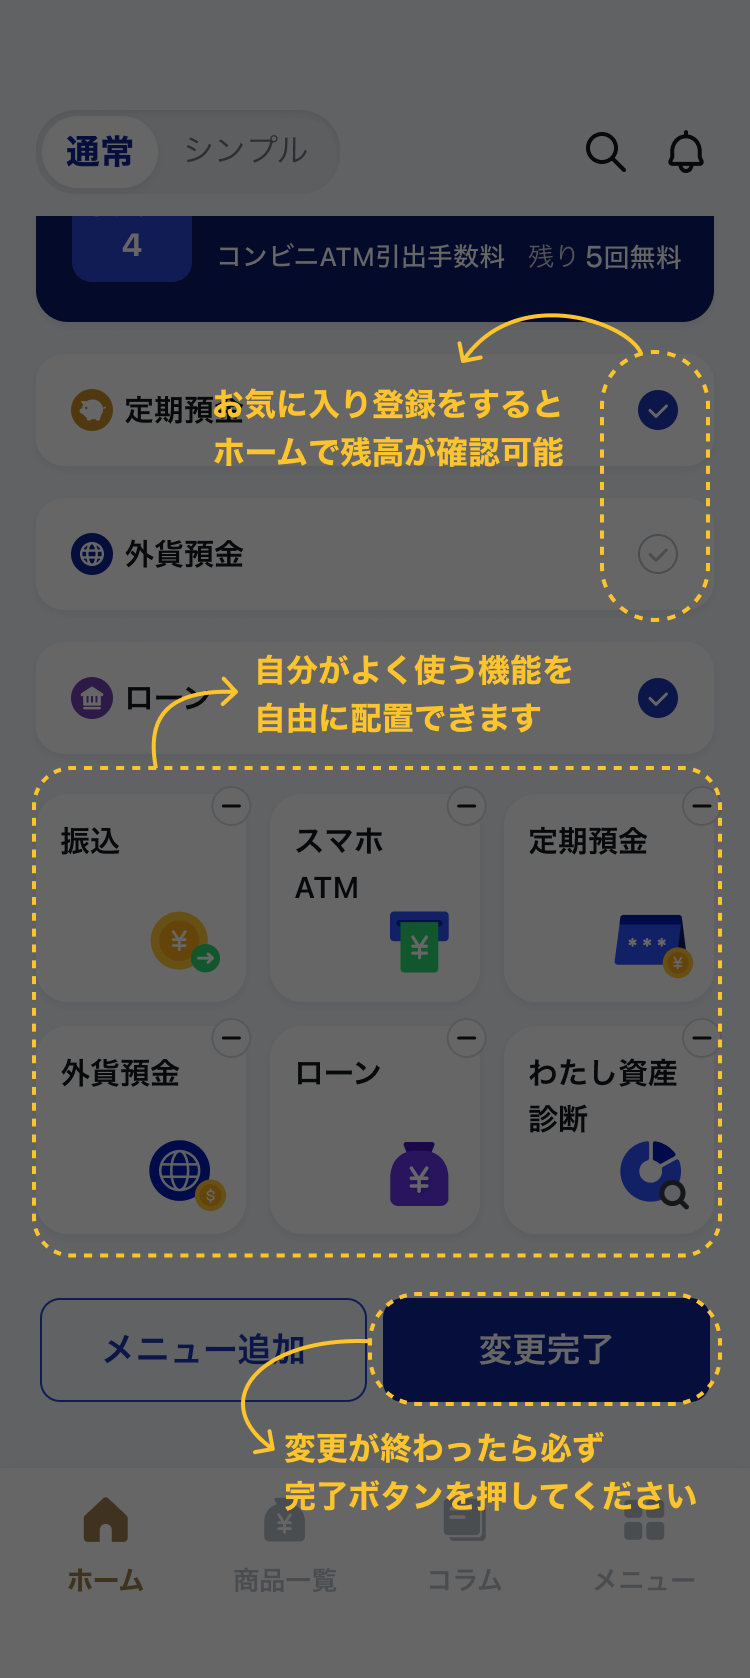 通常 シンプル
4
コンビニATM引出手数料 残り 5回無料
定期預金
お気に入り登録をすると
ホームで残高が確認可能
外貨預金
自分がよく使う機能を
ローン
自由に配置できます
振込
スマホ
ATM
定期預金
外貨預金
ローン
わたし資産
診断
メニュー追加
変更完了
変更が終わったら必ず
完了ボタンを押してください
ホーム
商品一覧
コラム
メニュー